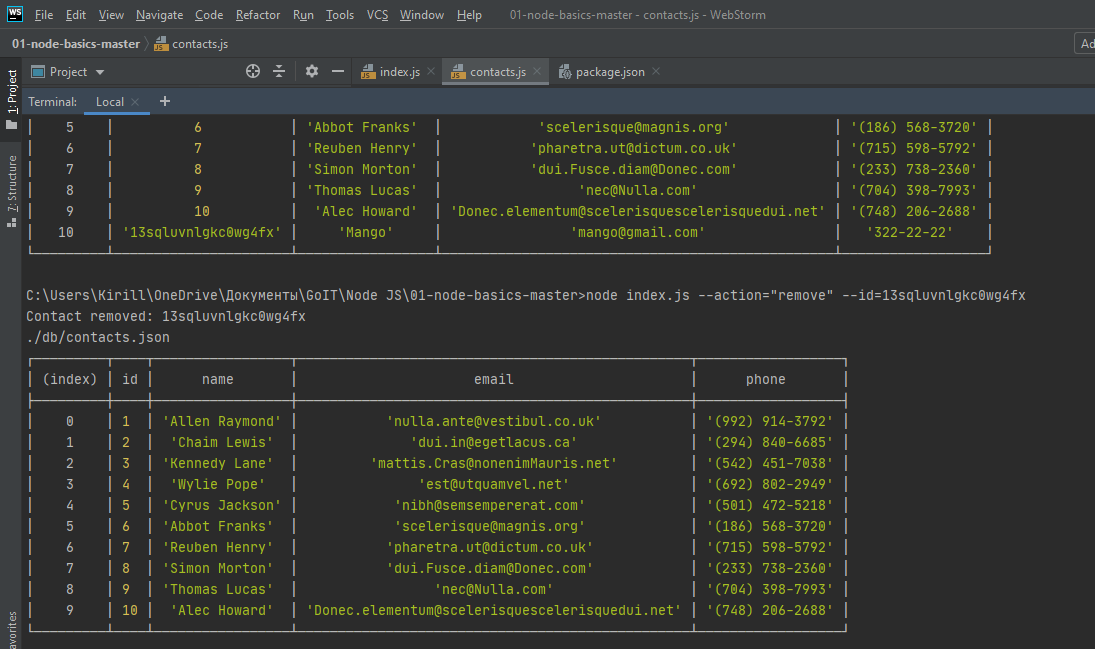 WS File Edit View Navigate Code Refactor Run Tools VCS Window Help 01-node-basics-master - contacts.js - WebStorm
01-node-basics-master contacts.js Ad
1: Project
Project index.js contacts.js package.json
Terminal: Local +
5 6 'Abbot Franks' 'scelerisque@magnis.org' '(186) 568-3720'
6 7 'Reuben Henry' 'pharetra.ut@dictum.co.uk' '(715) 598-5792'
7 8 'Simon Morton' 'dui.Fusce.diam@Donec.com' '(233) 738-2360'
8 9 'Thomas Lucas' 'nec@Nulla.com' '(704) 398-7993'
9 10 'Alec Howard' 'Donec.elementum@scelerisquescelerisquedui.net' '(748) 206-2688'
10 '13sqluvnlgkc0wg4fx' 'Mango' 'mango@gmail.com' '322-22-22'
7: Structure
C:\Users\Kirill\OneDrive\Документы\GoIT\Node JS\01-node-basics-master>node index.js --action="remove" --id=13sqluvnlgkc0wg4fx
Contact removed: 13sqluvnlgkc0wg4fx
./db/contacts.json
(index) id name email phone
0 1 'Allen Raymond' 'nulla.ante@vestibul.co.uk' '(992) 914-3792'
1 2 'Chaim Lewis' 'dui.in@egetlacus.ca' '(294) 840-6685'
2 3 'Kennedy Lane' 'mattis.Cras@nonenimMauris.net' '(542) 451-7038'
3 4 'Wylie Pope' 'est@utquamvel.net' '(692) 802-2949'
4 5 'Cyrus Jackson' 'nibh@semsempererat.com' '(501) 472-5218'
5 6 'Abbot Franks' 'scelerisque@magnis.org' '(186) 568-3720'
6 7 'Reuben Henry' 'pharetra.ut@dictum.co.uk' '(715) 598-5792'
7 8 'Simon Morton' 'dui.Fusce.diam@Donec.com' '(233) 738-2360'
8 9 'Thomas Lucas' 'nec@Nulla.com' '(704) 398-7993'
9 10 'Alec Howard' 'Donec.elementum@scelerisquescelerisquedui.net' '(748) 206-2688'
avorites